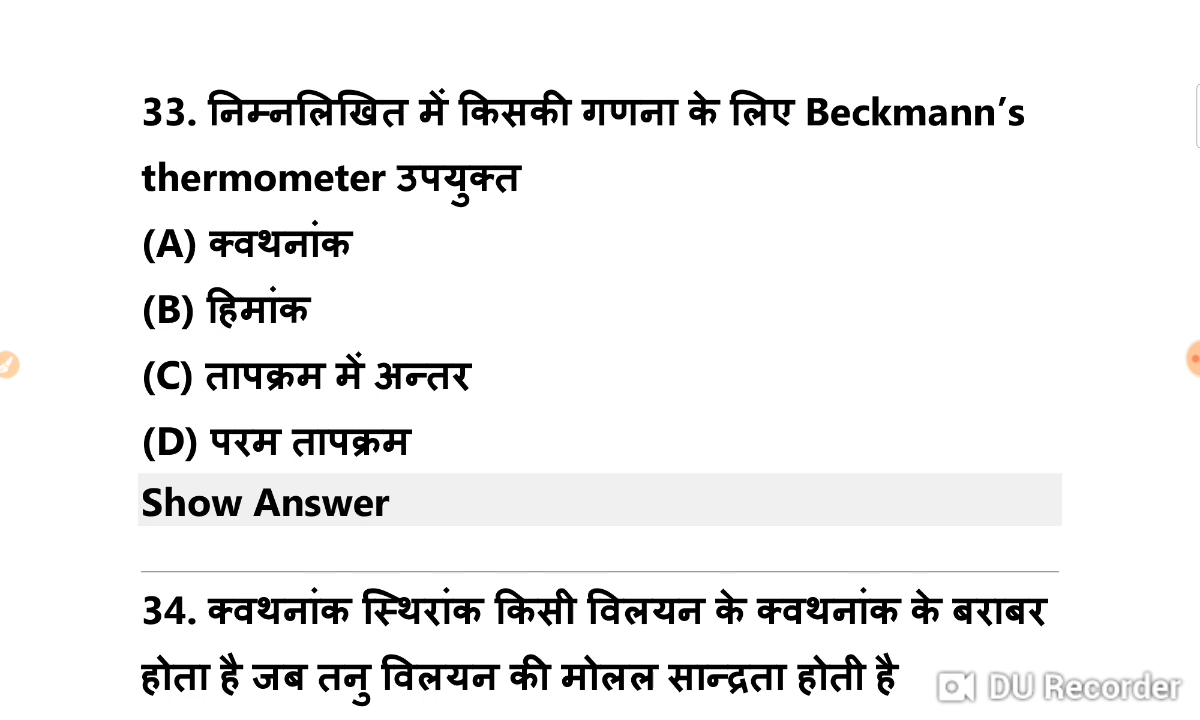 33. निम्नलिखित में किसकी गणना के लिए Beckmann’s
thermometer उपयुक्त
(A) क्वथनांक
(B) हिमांक
(C) तापक्रम में अन्तर
(D) परम तापक्रम
Show Answer
34. क्वथनांक स्थिरांक किसी विलयन के क्वथनांक के बराबर
होता है जब तनु विलयन की मोलल सान्द्रता होती है
DU Recorder